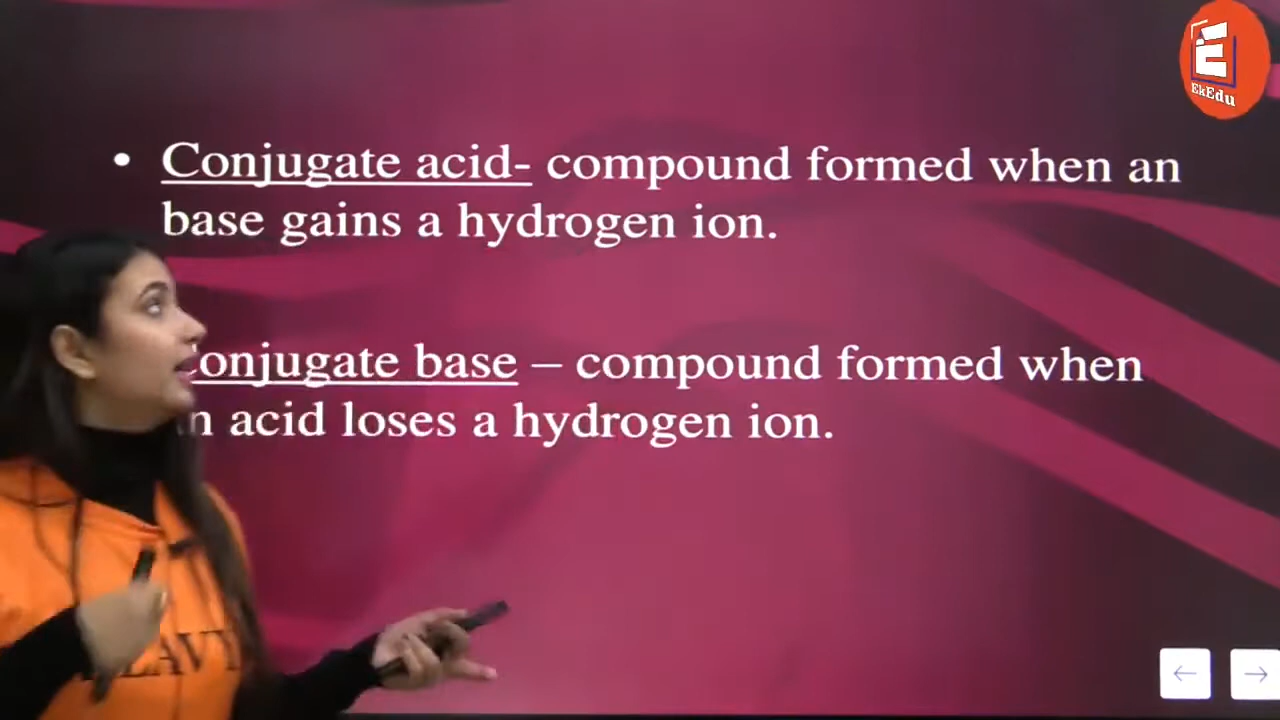 EkEdu
• Conjugate acid- compound formed when an
base gains a hydrogen ion.
onjugate base – compound formed when
n acid loses a hydrogen ion.